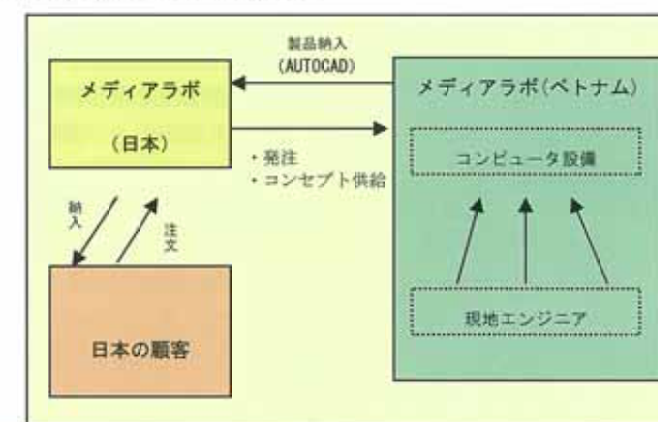 製品納入
(AUTOCAD)
メディアラボ
(日本)
メディアラボ(ベトナム)
コンピュータ設備
・発注
・コンセプト供給
納入
注文
日本の顧客
現地エンジニア